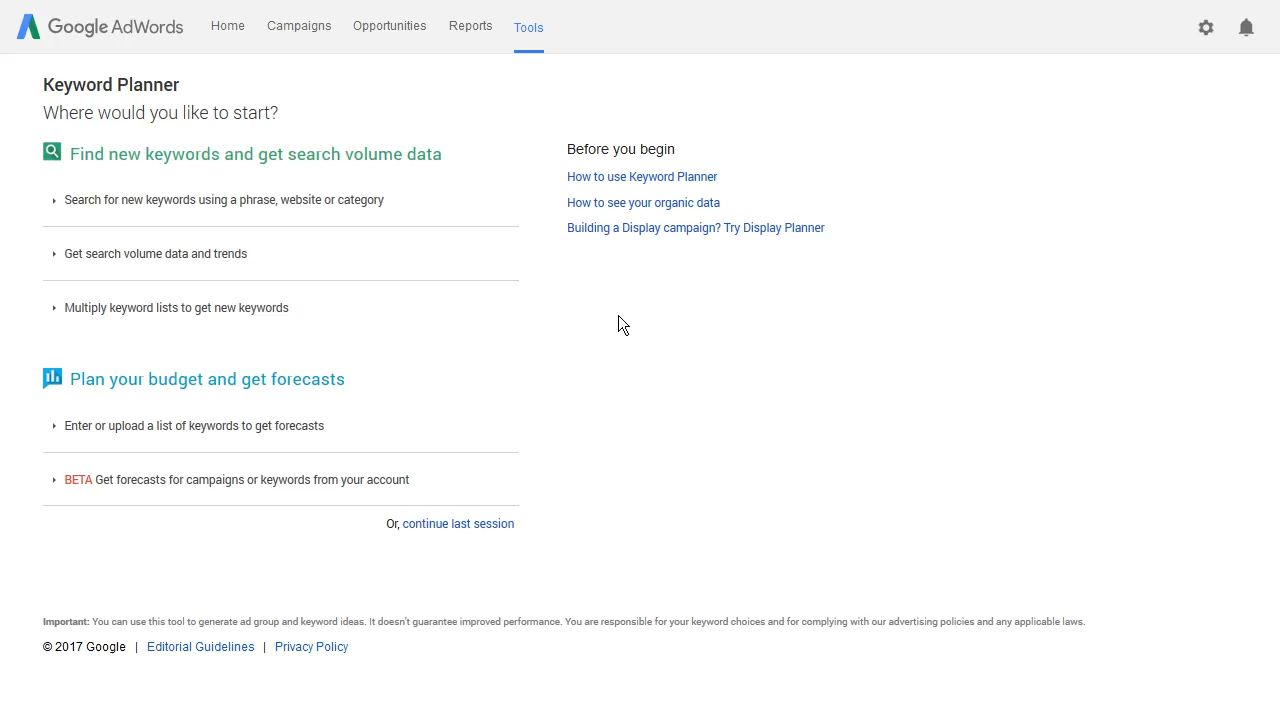 Google AdWords Home Campaigns Opportunities Reports Tools
Keyword Planner
Where would you like to start?
Find new keywords and get search volume data
Search for new keywords using a phrase, website or category
Get search volume data and trends
Multiply keyword lists to get new keywords
Plan your budget and get forecasts
Enter or upload a list of keywords to get forecasts
BETA Get forecasts for campaigns or keywords from your account
Or, continue last session
Before you begin
How to use Keyword Planner
How to see your organic data
Building a Display campaign? Try Display Planner
Important: You can use this tool to generate ad group and keyword ideas. It doesn't guarantee improved performance. You are responsible for your keyword choices and for complying with our advertising policies and any applicable laws.
© 2017 Google | Editorial Guidelines | Privacy Policy